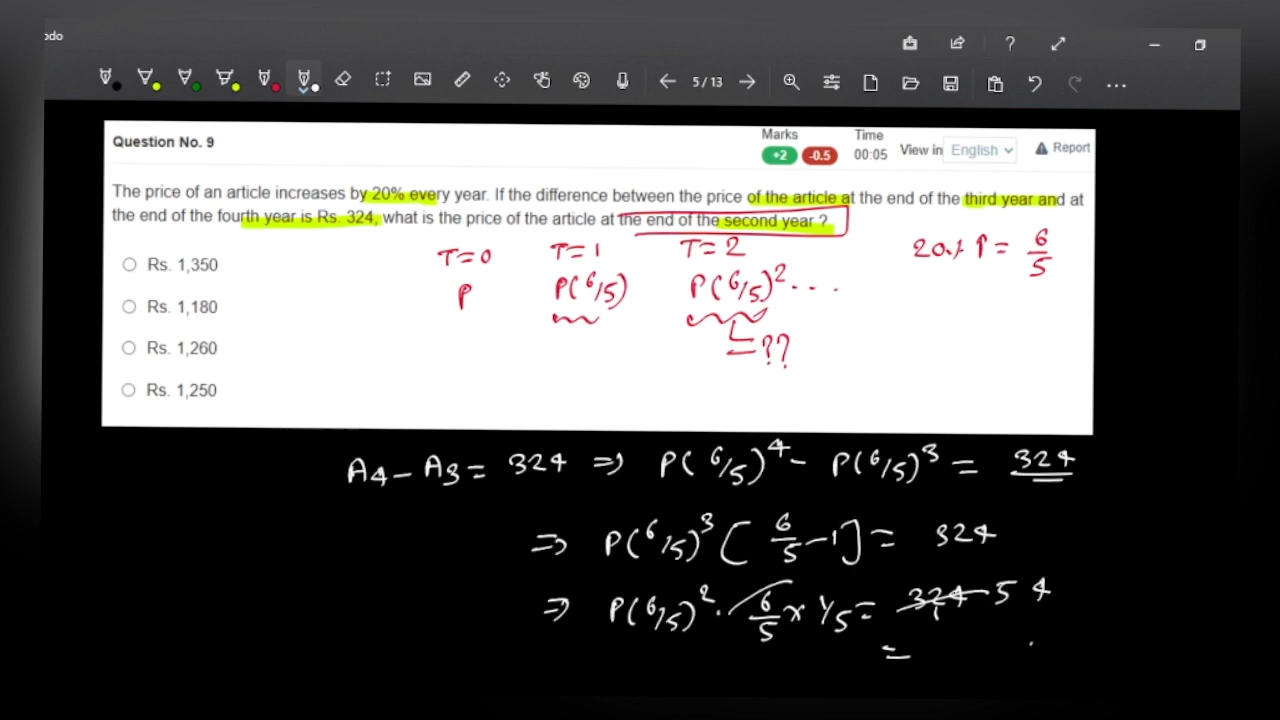 odo
5 / 13
Question No. 9
Marks
+2 -0.5
Time
00:05
View in English
Report
The price of an article increases by 20% every year. If the difference between the price of the article at the end of the third year and at
the end of the fourth year is Rs. 324, what is the price of the article at the end of the second year ?
Rs. 1,350
Rs. 1,180
Rs. 1,260
Rs. 1,250
T=0 T=1 T=2 20% ↑ = 6/5
P P(6/5) P(6/5)² . . .
= ??
A4 - A3 = 324 ⇒ P(6/5)⁴ - P(6/5)³ = 324
⇒ P(6/5)³ [ 6/5 - 1] = 324
⇒ P(6/5)² . 6/5 x 1/5 = 324 54